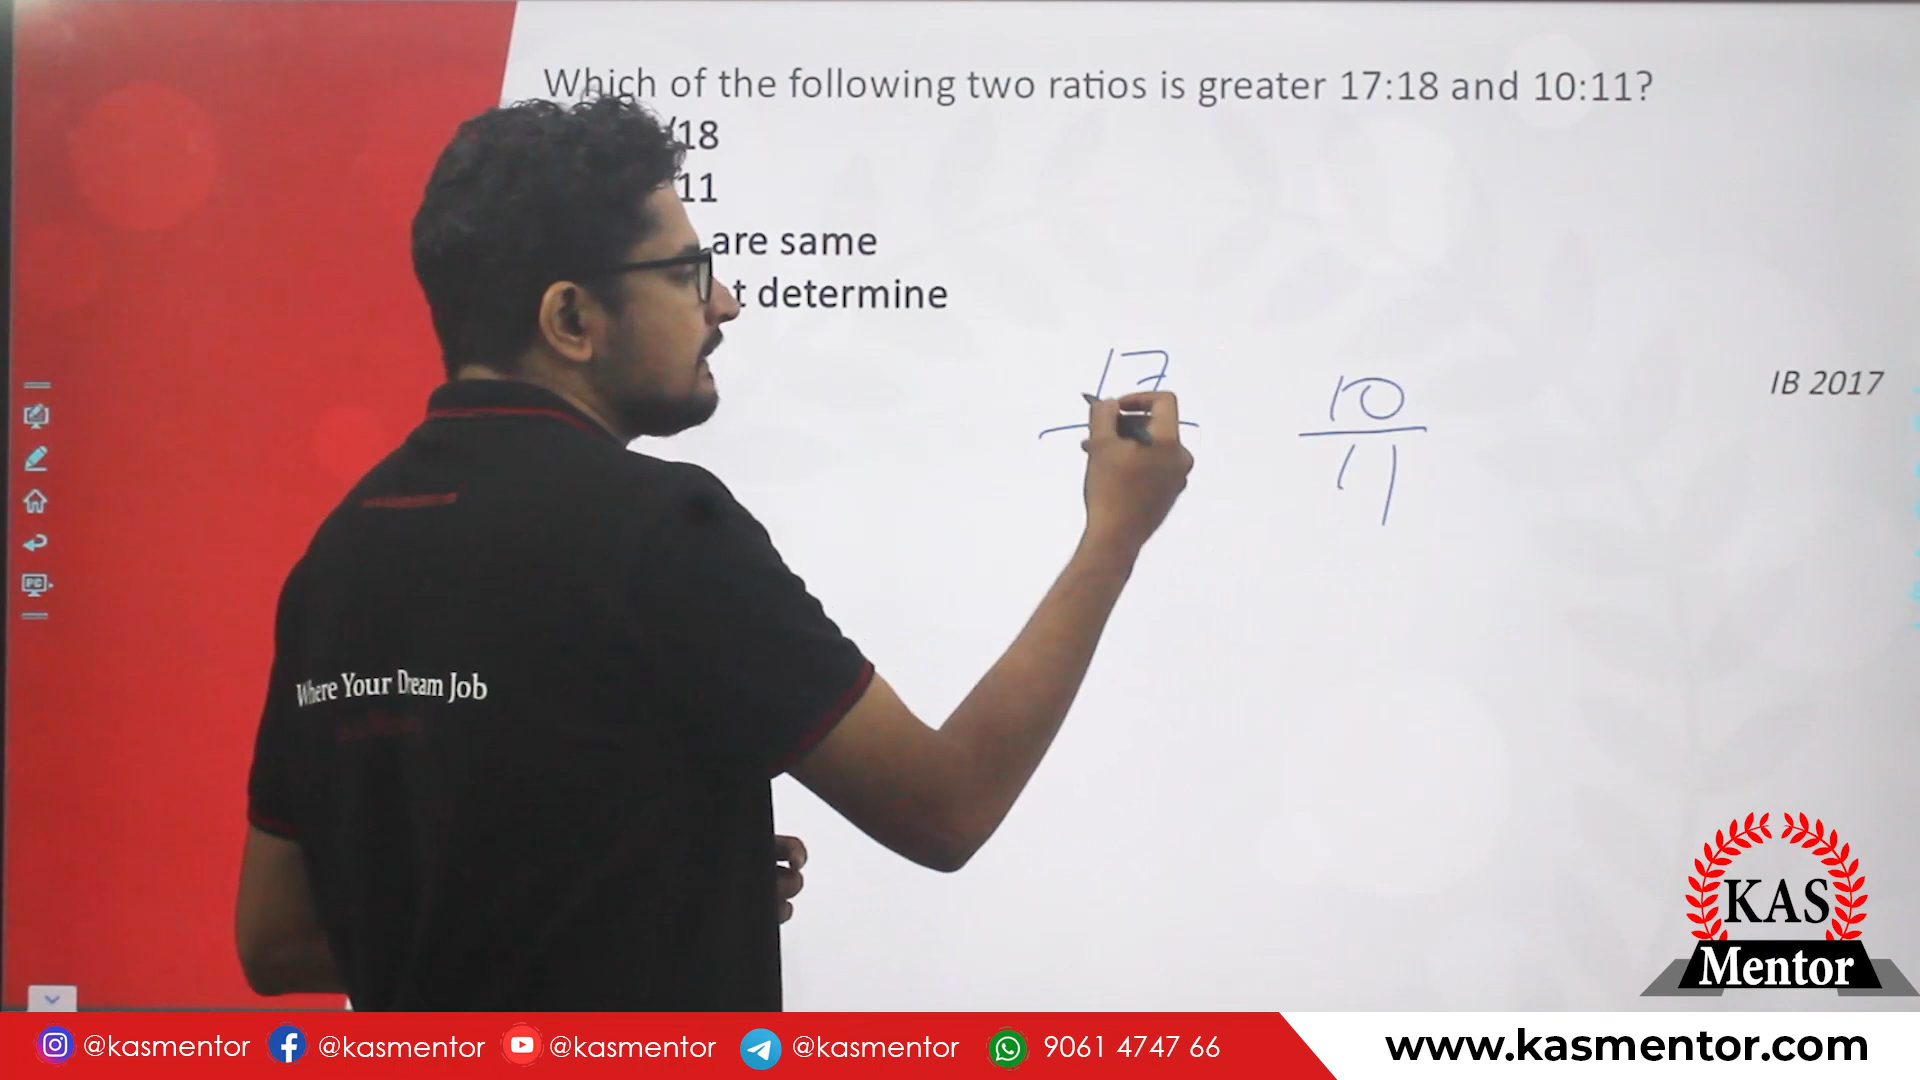 Which of the following two ratios is greater 17:18 and 10:11?
/18
11
are same
t determine
17
10
11
IB 2017
Where Your Dream Job
KAS
Mentor
@kasmentor @kasmentor @kasmentor @kasmentor 9061 4747 66
www.kasmentor.com
PC